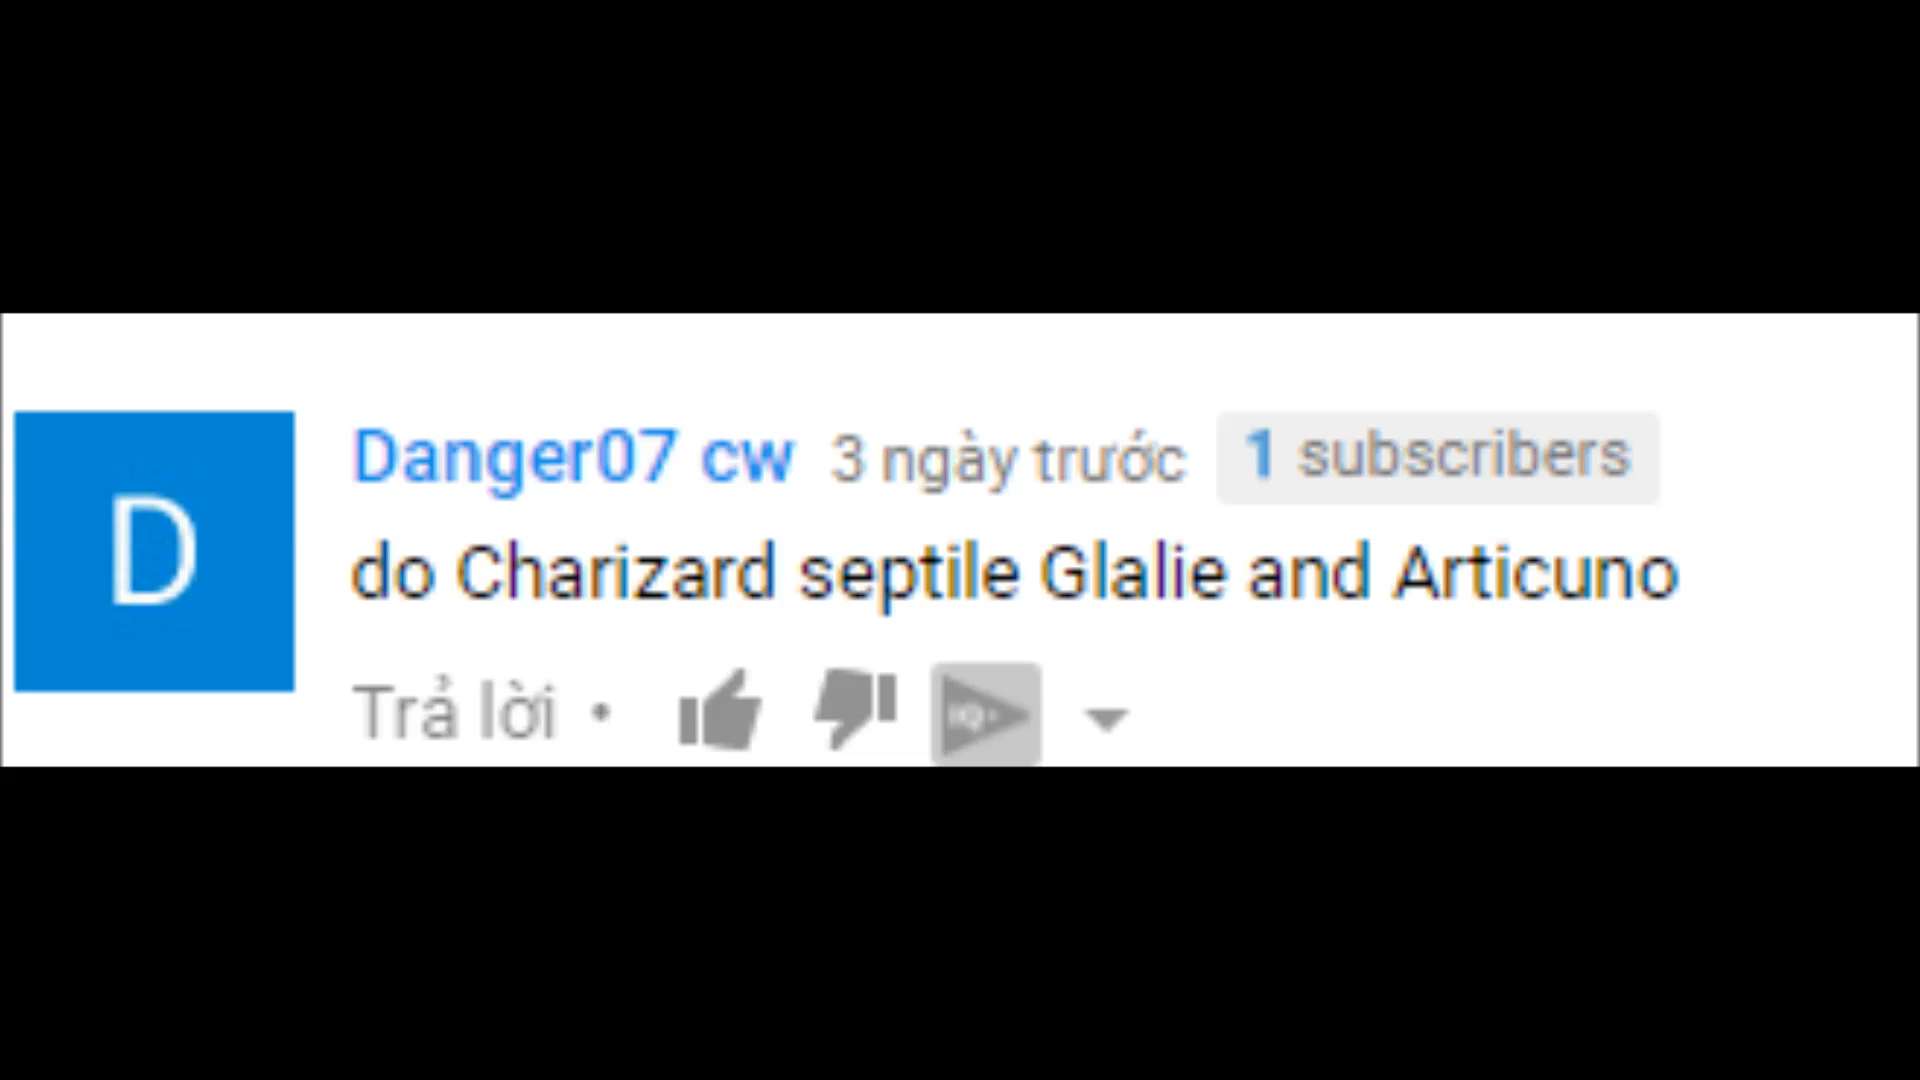 D
Danger07 cw 3 ngày trước 1 subscribers
do Charizard septile Glalie and Articuno
Trả lời •